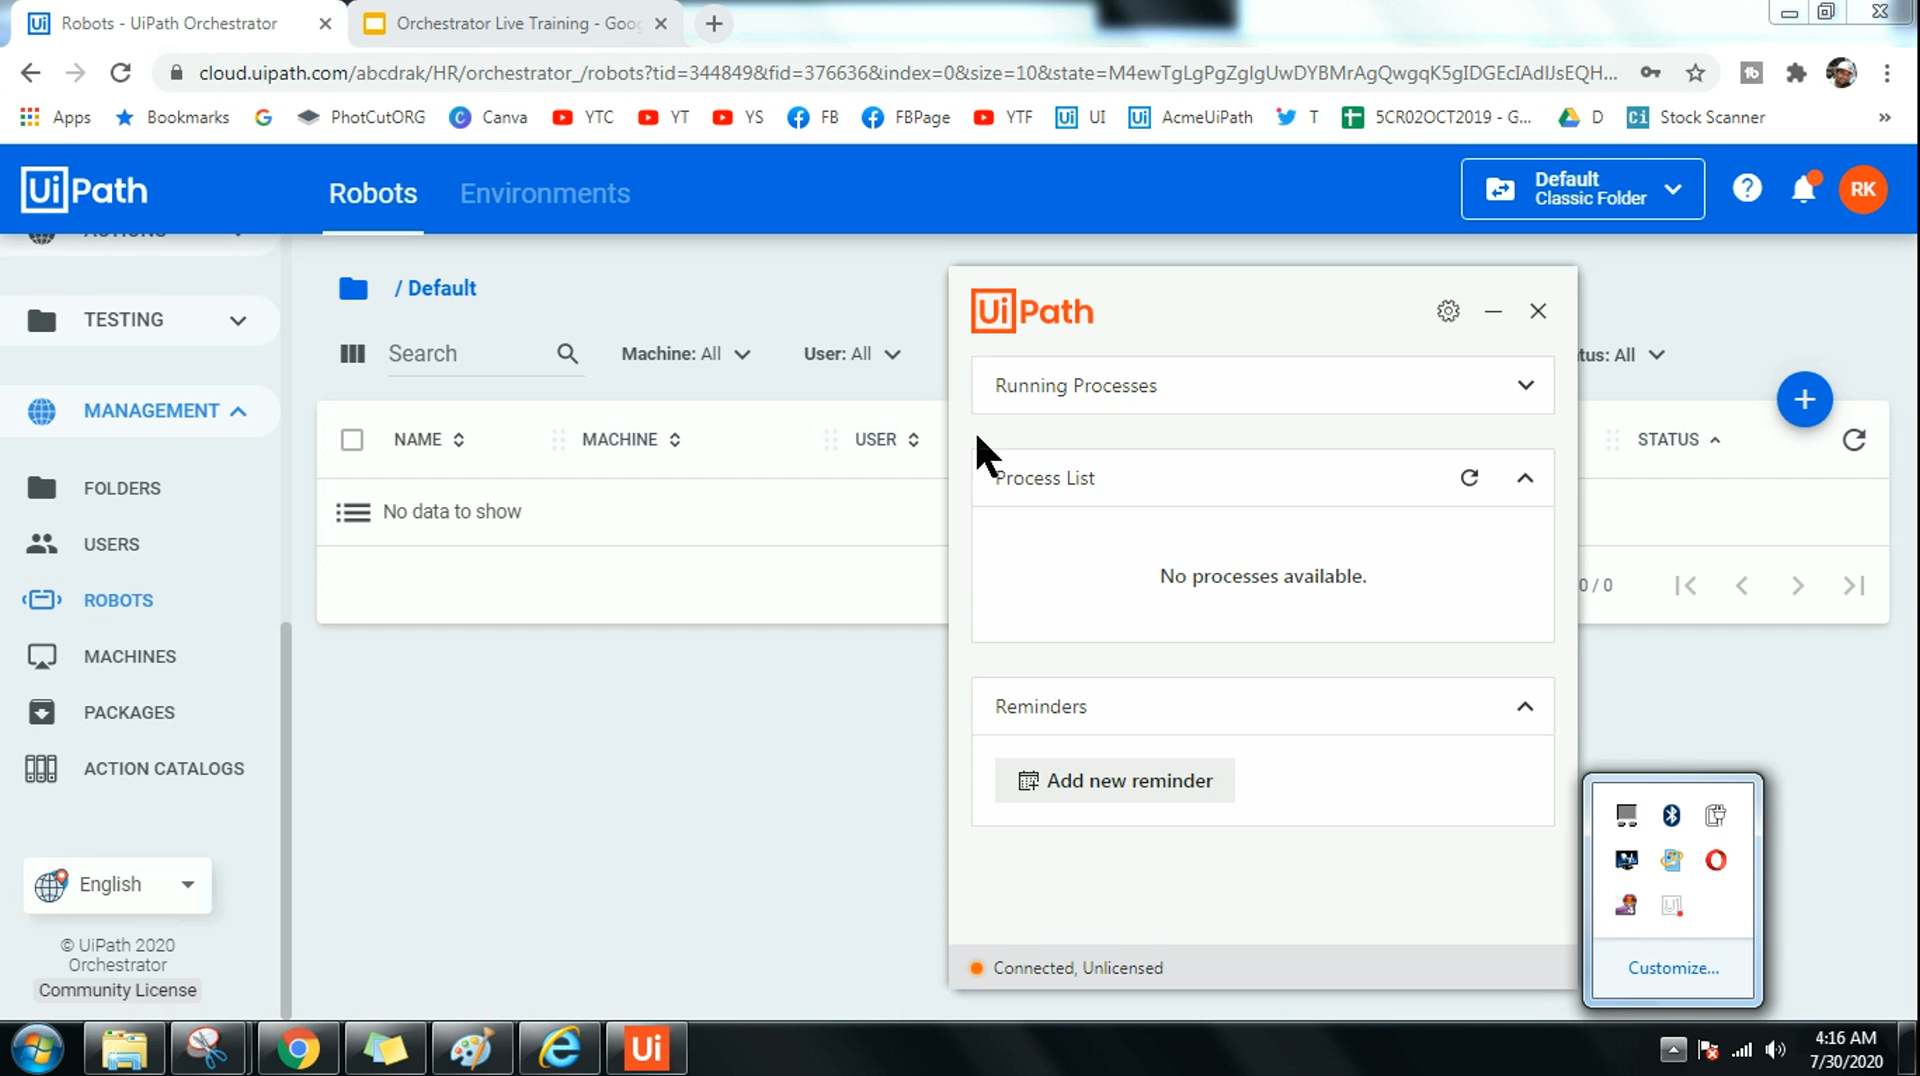 Robots - UiPath Orchestrator
Orchestrator Live Training - Goo
cloud.uipath.com/abcdrak/HR/orchestrator_/robots?tid=344849&fid=376636&index=0&size=10&state=M4ewTgLgPgZglgUwDYBMrAgQwgqK5gIDGEcIAdIJsEQH...
Apps
Bookmarks
PhotCutORG
Canva
YTC
YT
YS
FB
FBPage
YTF
UI
AcmeUiPath
T
5CR02OCT2019 - G...
D
Stock Scanner
»
UiPath
Robots
Environments
Default
Classic Folder
RK
ACTIONS
TESTING
MANAGEMENT
FOLDERS
USERS
ROBOTS
MACHINES
PACKAGES
ACTION CATALOGS
English
© UiPath 2020
Orchestrator
Community License
/ Default
Search
Machine: All
User: All
tus: All
NAME
MACHINE
USER
STATUS
No data to show
0 / 0
UiPath
Running Processes
Process List
No processes available.
Reminders
Add new reminder
Connected, Unlicensed
Customize...
Ui
4:16 AM
7/30/2020